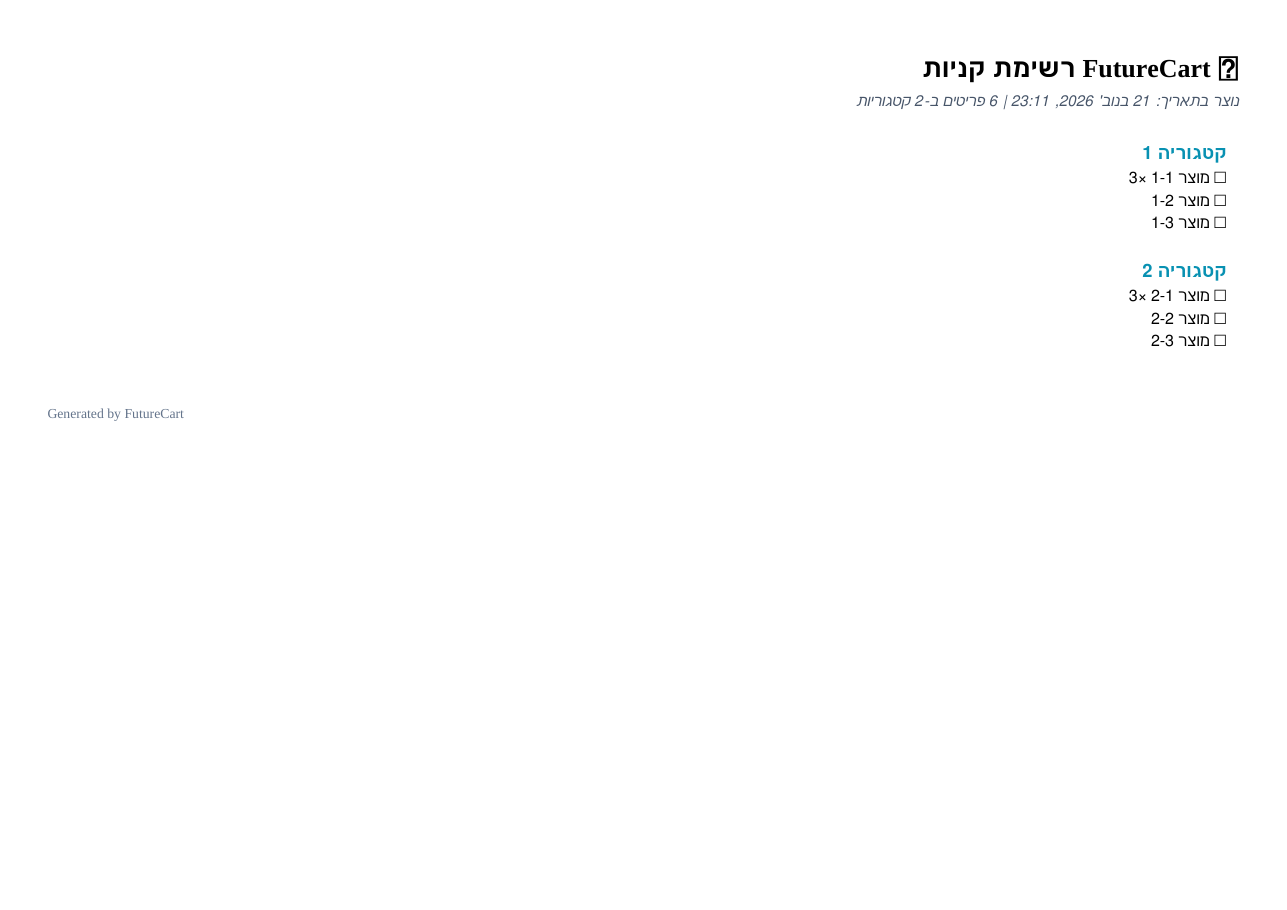 FutureCart רשימת קניות
נוצר בתאריך: 21 בנוב' 2026, 23:11 | 6 פריטים ב-2 קטגוריות
קטגוריה 1
☐ מוצר 1-1 ×3
☐ מוצר 1-2
☐ מוצר 1-3
קטגוריה 2
☐ מוצר 2-1 ×3
☐ מוצר 2-2
☐ מוצר 2-3
Generated by FutureCart